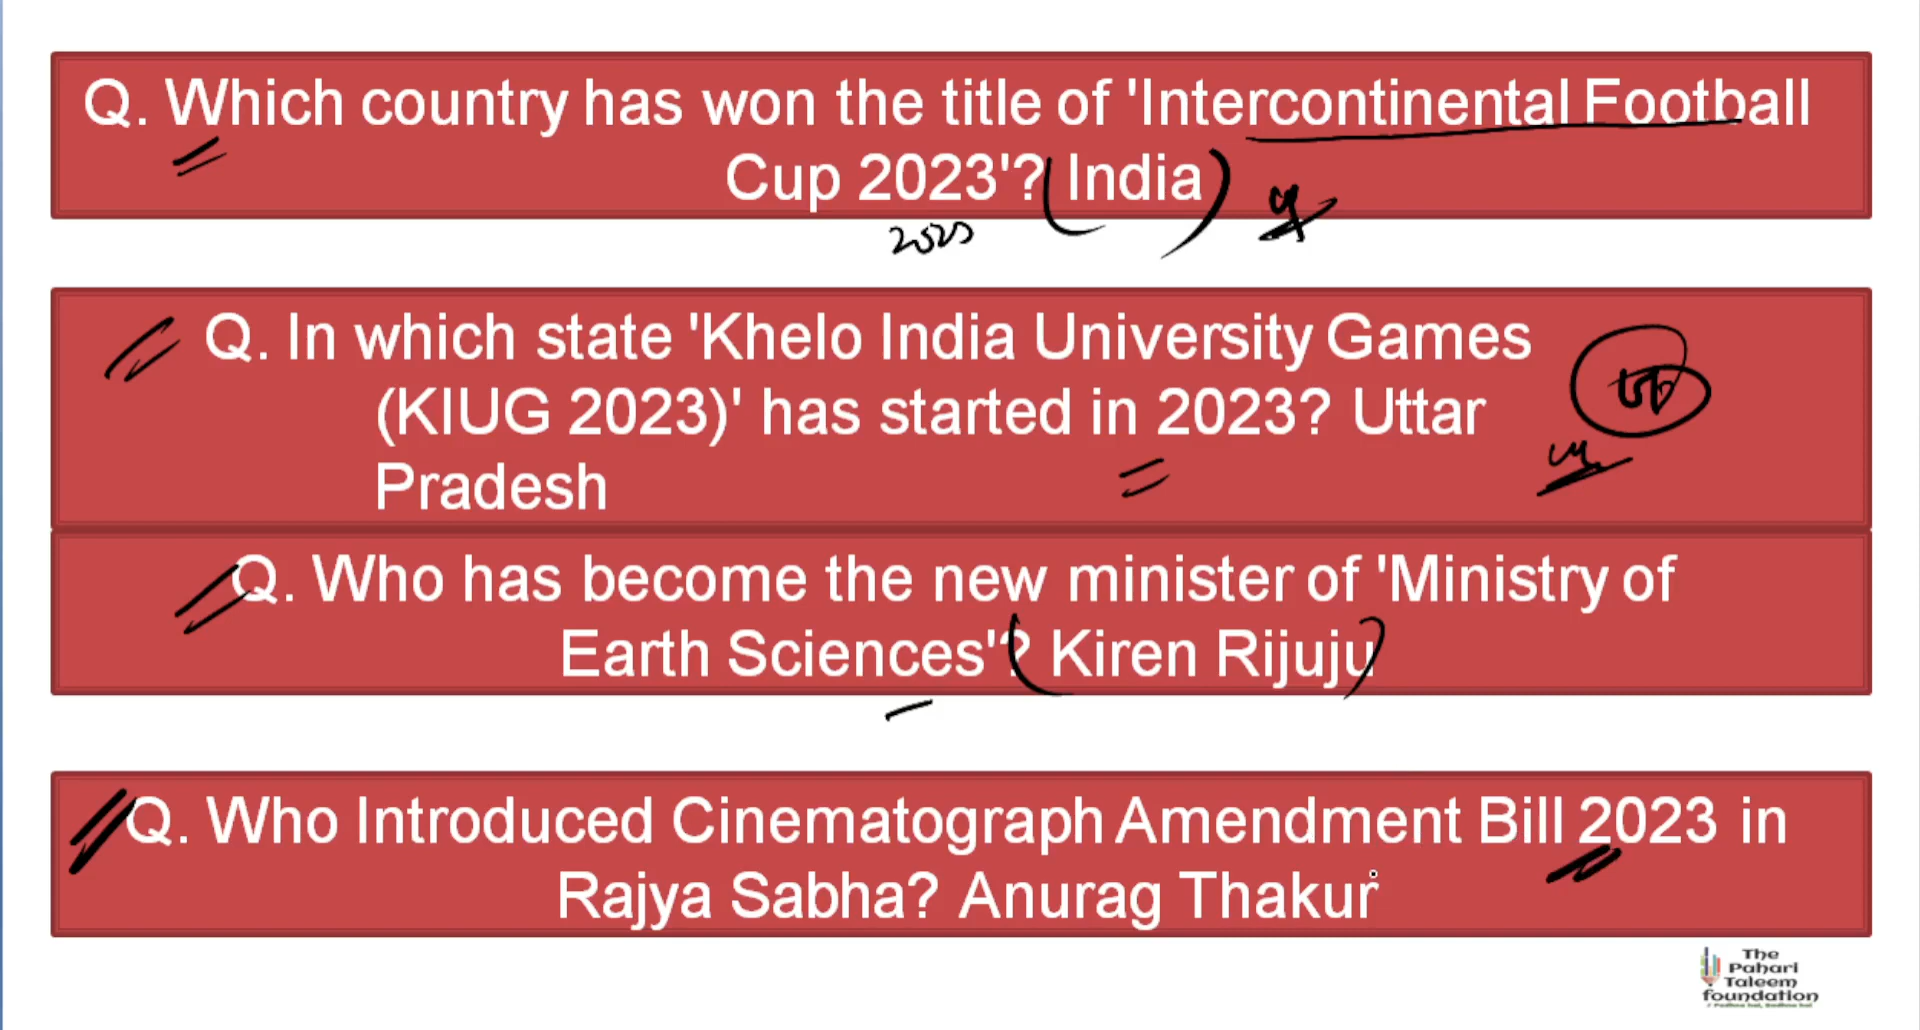 Q. Which country has won the title of 'Intercontinental Football
Cup 2023'? India
2023
Q. In which state 'Khelo India University Games
(KIUG 2023)' has started in 2023? Uttar
Pradesh
Q. Who has become the new minister of 'Ministry of
Earth Sciences'? Kiren Rijuju
Q. Who Introduced Cinematograph Amendment Bill 2023 in
Rajya Sabha? Anurag Thakur
The
Pahari
Taleem
foundation